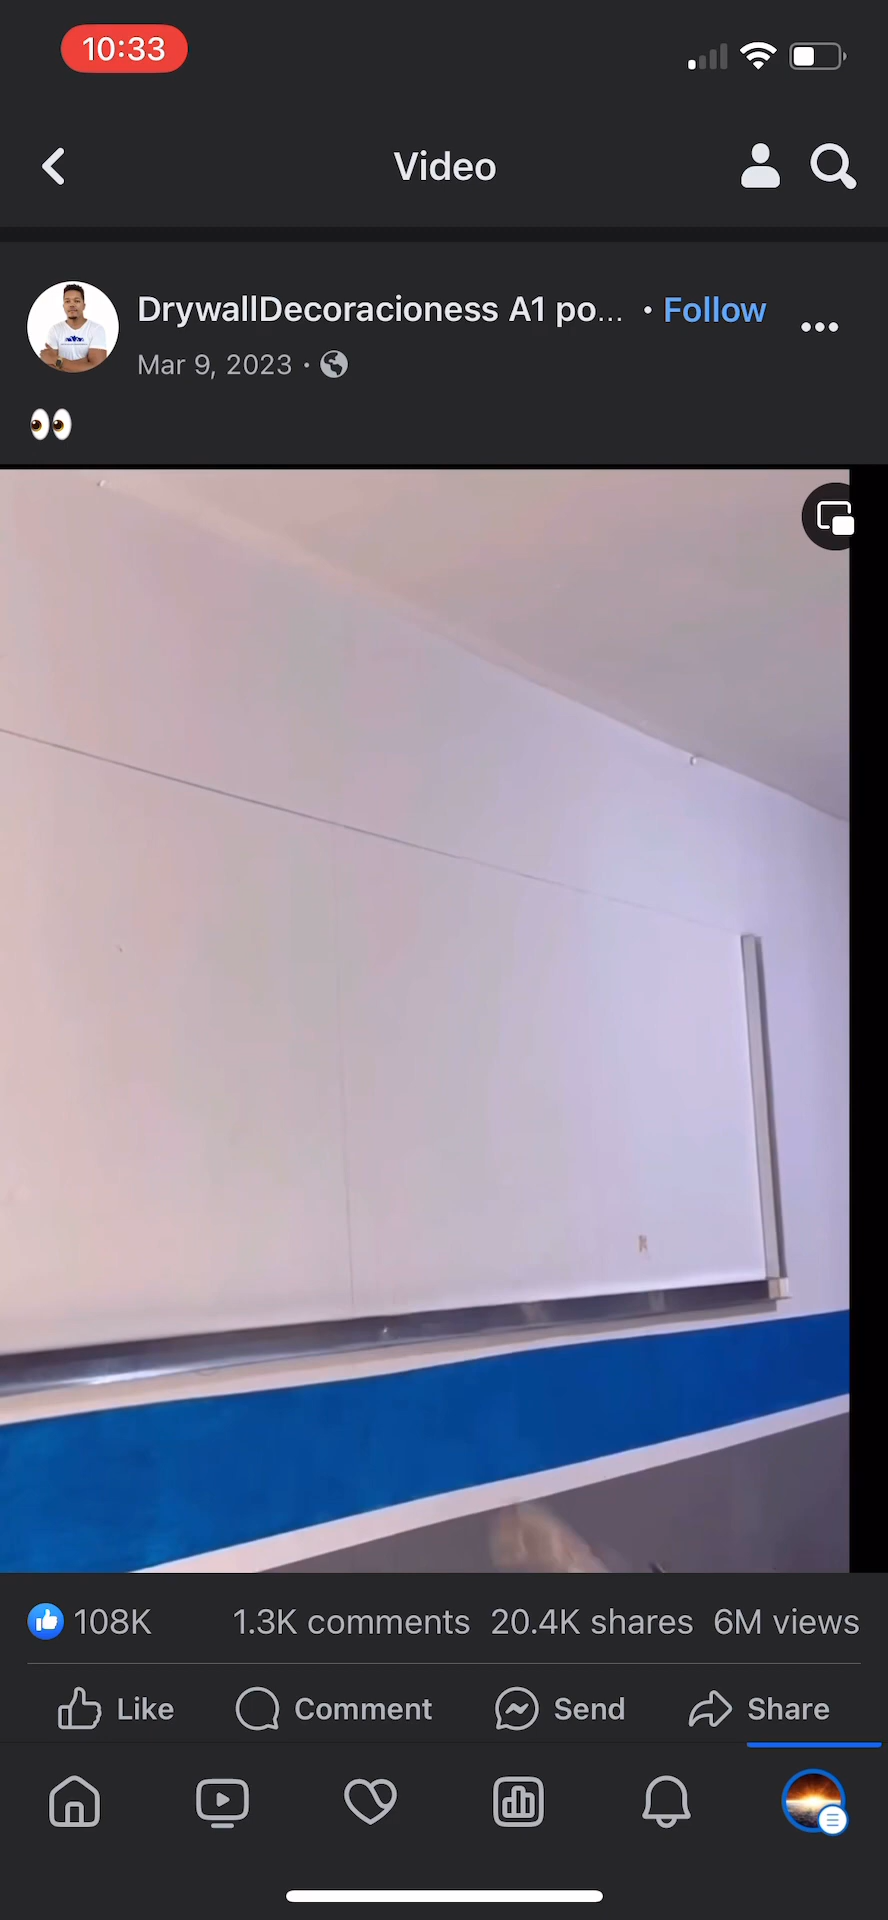 10:33
Video
DrywallDecoracioness A1 po... · Follow
Mar 9, 2023 ·
👀
108K 1.3K comments 20.4K shares 6M views
Like Comment Send Share